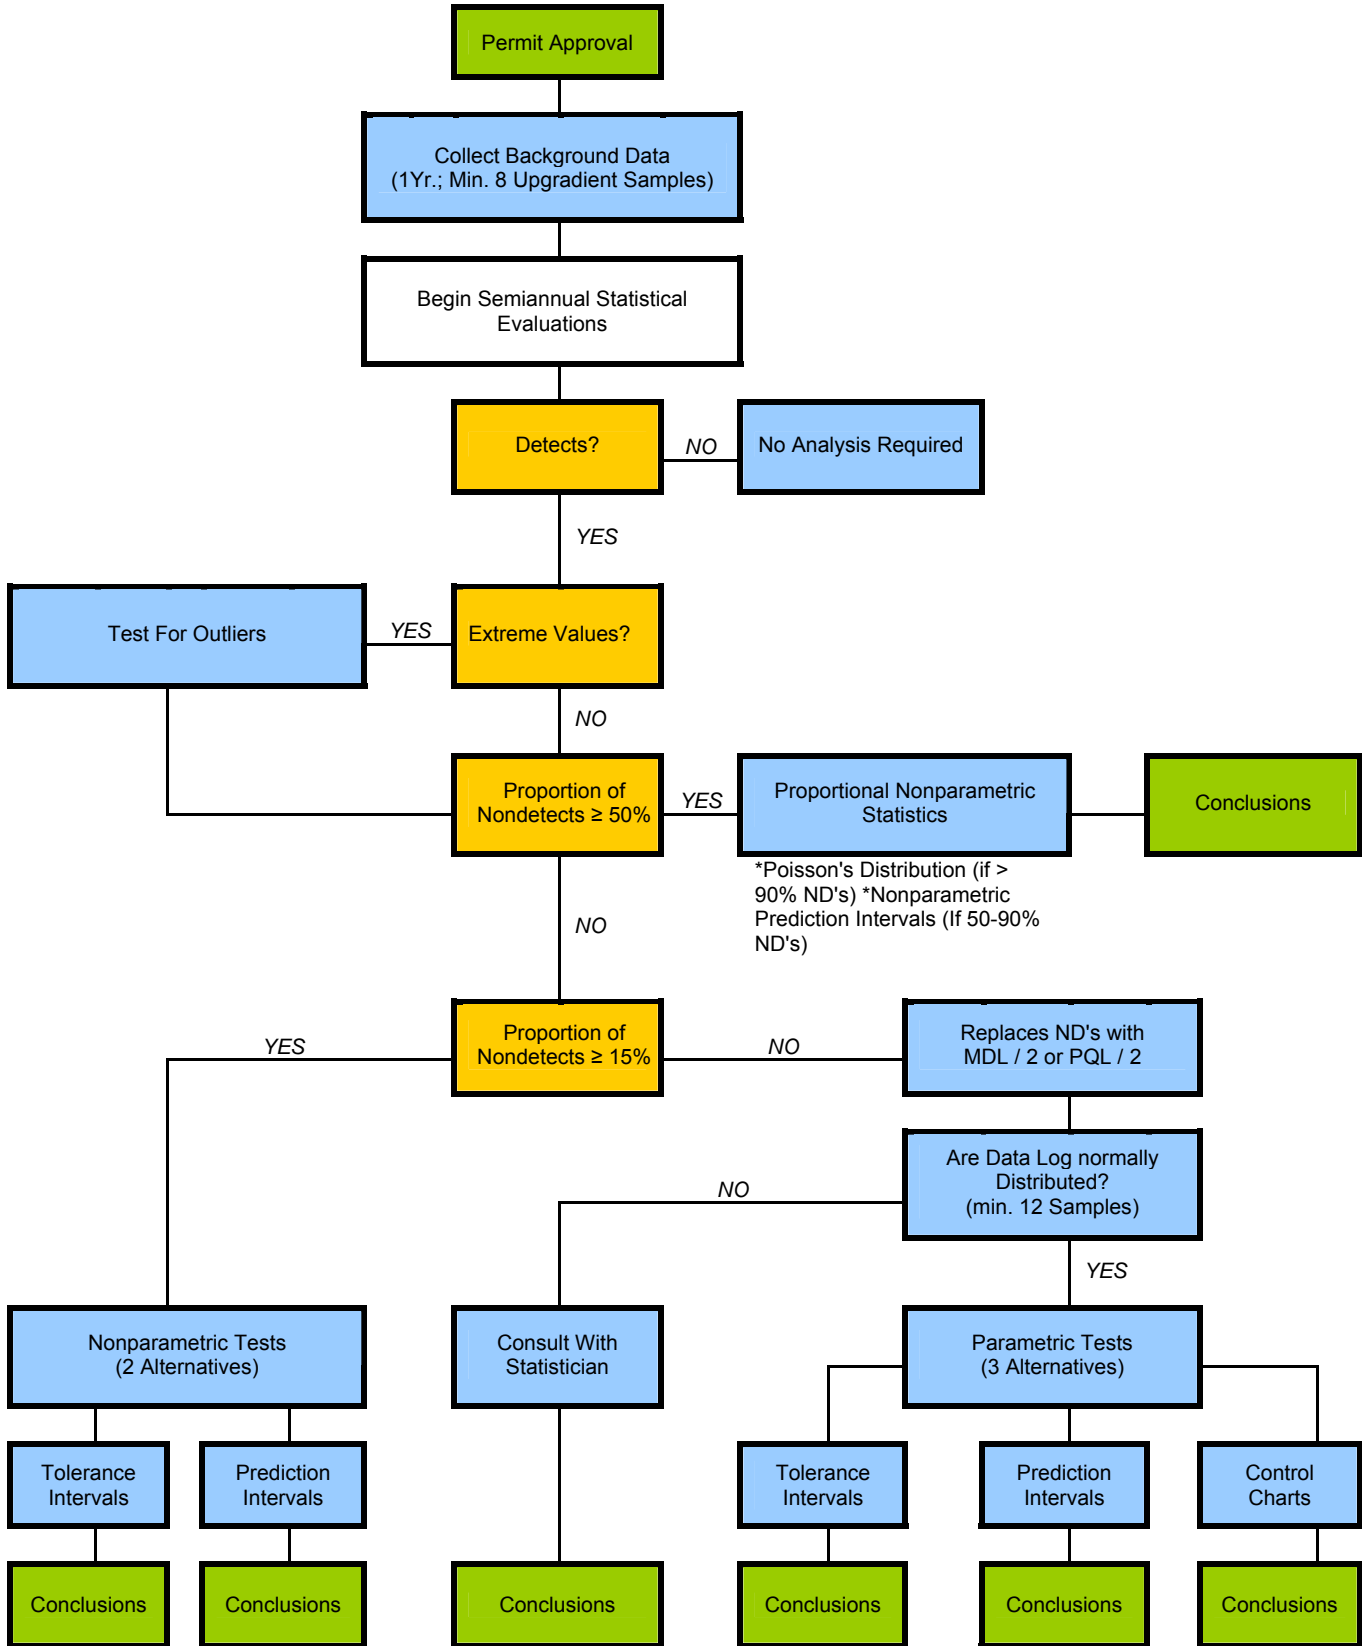 Permit Approval
Collect Background Data
(1Yr.; Min. 8 Upgradient Samples)
Begin Semiannual Statistical
Evaluations
Detects?
NO
No Analysis Required
YES
Test For Outliers
YES
Extreme Values?
NO
Proportion of
Nondetects ≥ 50%
YES
Proportional Nonparametric
Statistics
Conclusions
*Poisson's Distribution (if >
90% ND's) *Nonparametric
Prediction Intervals (If 50-90%
ND's)
NO
YES
Proportion of
Nondetects ≥ 15%
NO
Replaces ND's with
MDL / 2 or PQL / 2
Are Data Log normally
Distributed?
(min. 12 Samples)
NO
YES
Nonparametric Tests
(2 Alternatives)
Consult With
Statistician
Parametric Tests
(3 Alternatives)
Tolerance
Intervals
Prediction
Intervals
Tolerance
Intervals
Prediction
Intervals
Control
Charts
Conclusions
Conclusions
Conclusions
Conclusions
Conclusions
Conclusions